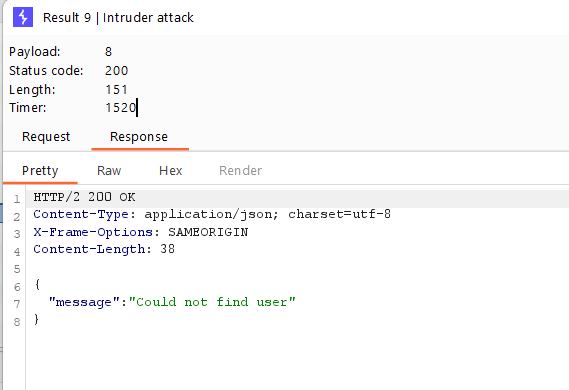 Result 9 | Intruder attack
Payload: 8
Status code: 200
Length: 151
Timer: 1520
Request Response
Pretty Raw Hex Render
1 HTTP/2 200 OK
2 Content-Type: application/json; charset=utf-8
3 X-Frame-Options: SAMEORIGIN
4 Content-Length: 38
5
6 {
7 "message":"Could not find user"
8 }